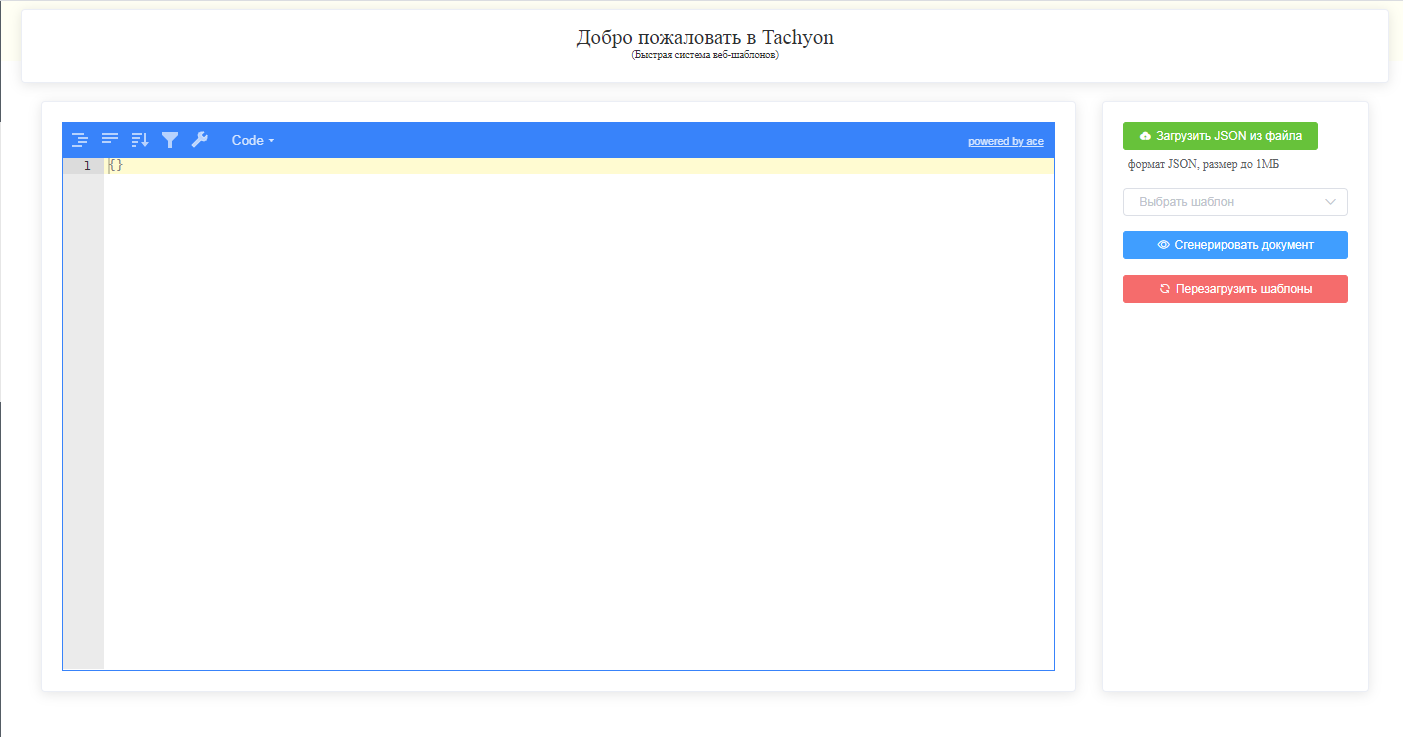 Добро пожаловать в Tachyon
(Быстрая система веб-шаблонов)
Code
powered by ace
1
{}
Загрузить JSON из файла
формат JSON, размер до 1МБ
Выбрать шаблон
Сгенерировать документ
Перезагрузить шаблоны